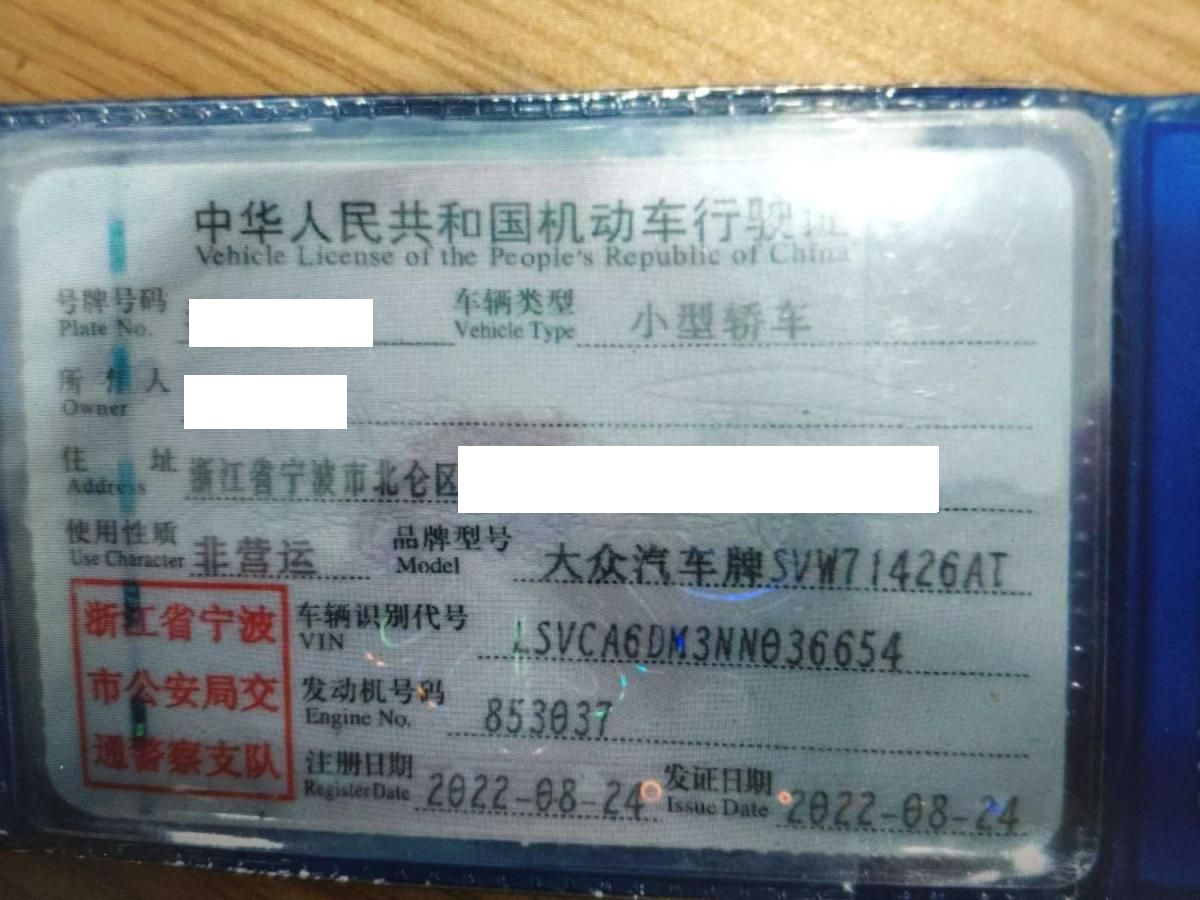 中华人民共和国机动车行驶证
Vehicle License of the People's Republic of China
号牌号码 车辆类型 小型轿车
Plate No. Vehicle Type
所有人
Owner
住址 浙江省宁波市北仑区
Address
使用性质 非营运 品牌型号 大众汽车牌SVW71426AT
Use Character Model
浙江省宁波
市公安局交
通警察支队
车辆识别代号 LSVCA6DM3NN036654
VIN
发动机号码 853037
Engine No.
注册日期 2022-08-24 发证日期 2022-08-24
Register Date Issue Date